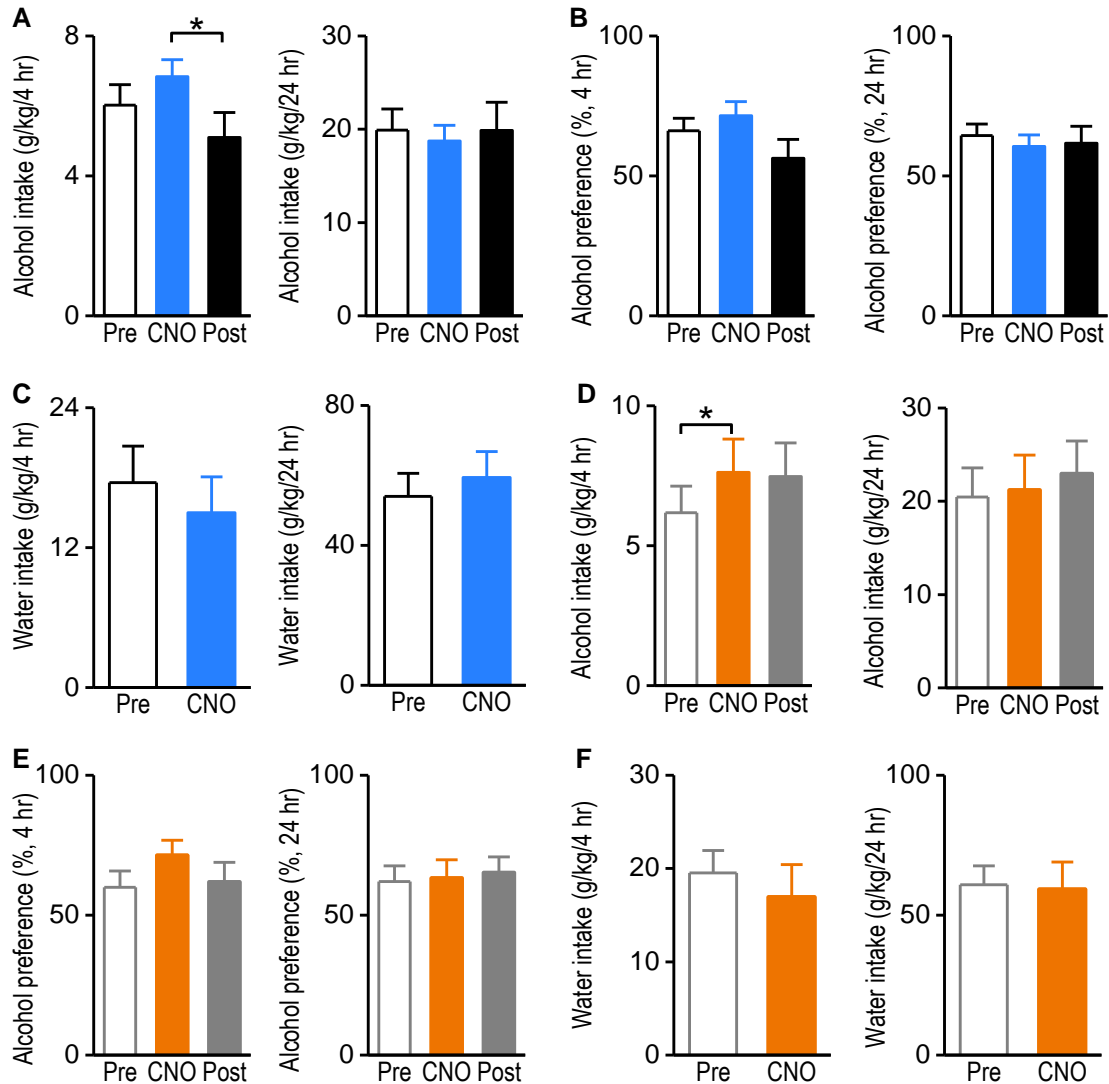 A
Alcohol intake (g/kg/4 hr)
8
4
0
*
Pre CNO Post
Alcohol intake (g/kg/24 hr)
30
20
10
0
Pre CNO Post
B
Alcohol preference (%, 4 hr)
100
50
0
Pre CNO Post
Alcohol preference (%, 24 hr)
100
50
0
Pre CNO Post
C
Water intake (g/kg/4 hr)
24
12
0
Pre CNO
Water intake (g/kg/24 hr)
80
40
0
Pre CNO
D
Alcohol intake (g/kg/4 hr)
10
5
0
*
Pre CNO Post
Alcohol intake (g/kg/24 hr)
30
20
10
0
Pre CNO Post
E
Alcohol preference (%, 4 hr)
100
50
0
Pre CNO Post
Alcohol preference (%, 24 hr)
100
50
0
Pre CNO Post
F
Water intake (g/kg/4 hr)
30
20
10
0
Pre CNO
Water intake (g/kg/24 hr)
100
50
0
Pre CNO